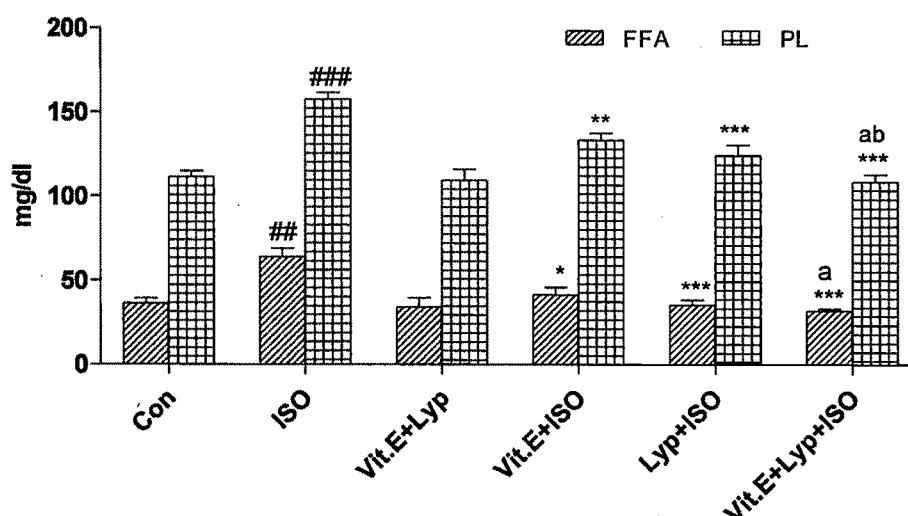 200
150
100
50
0
mg/dl
FFA PL
##
###
*
**
***
***
a
***
ab
***
Con
ISO
Vit.E+Lyp
Vit.E+ISO
Lyp+ISO
Vit.E+Lyp+ISO